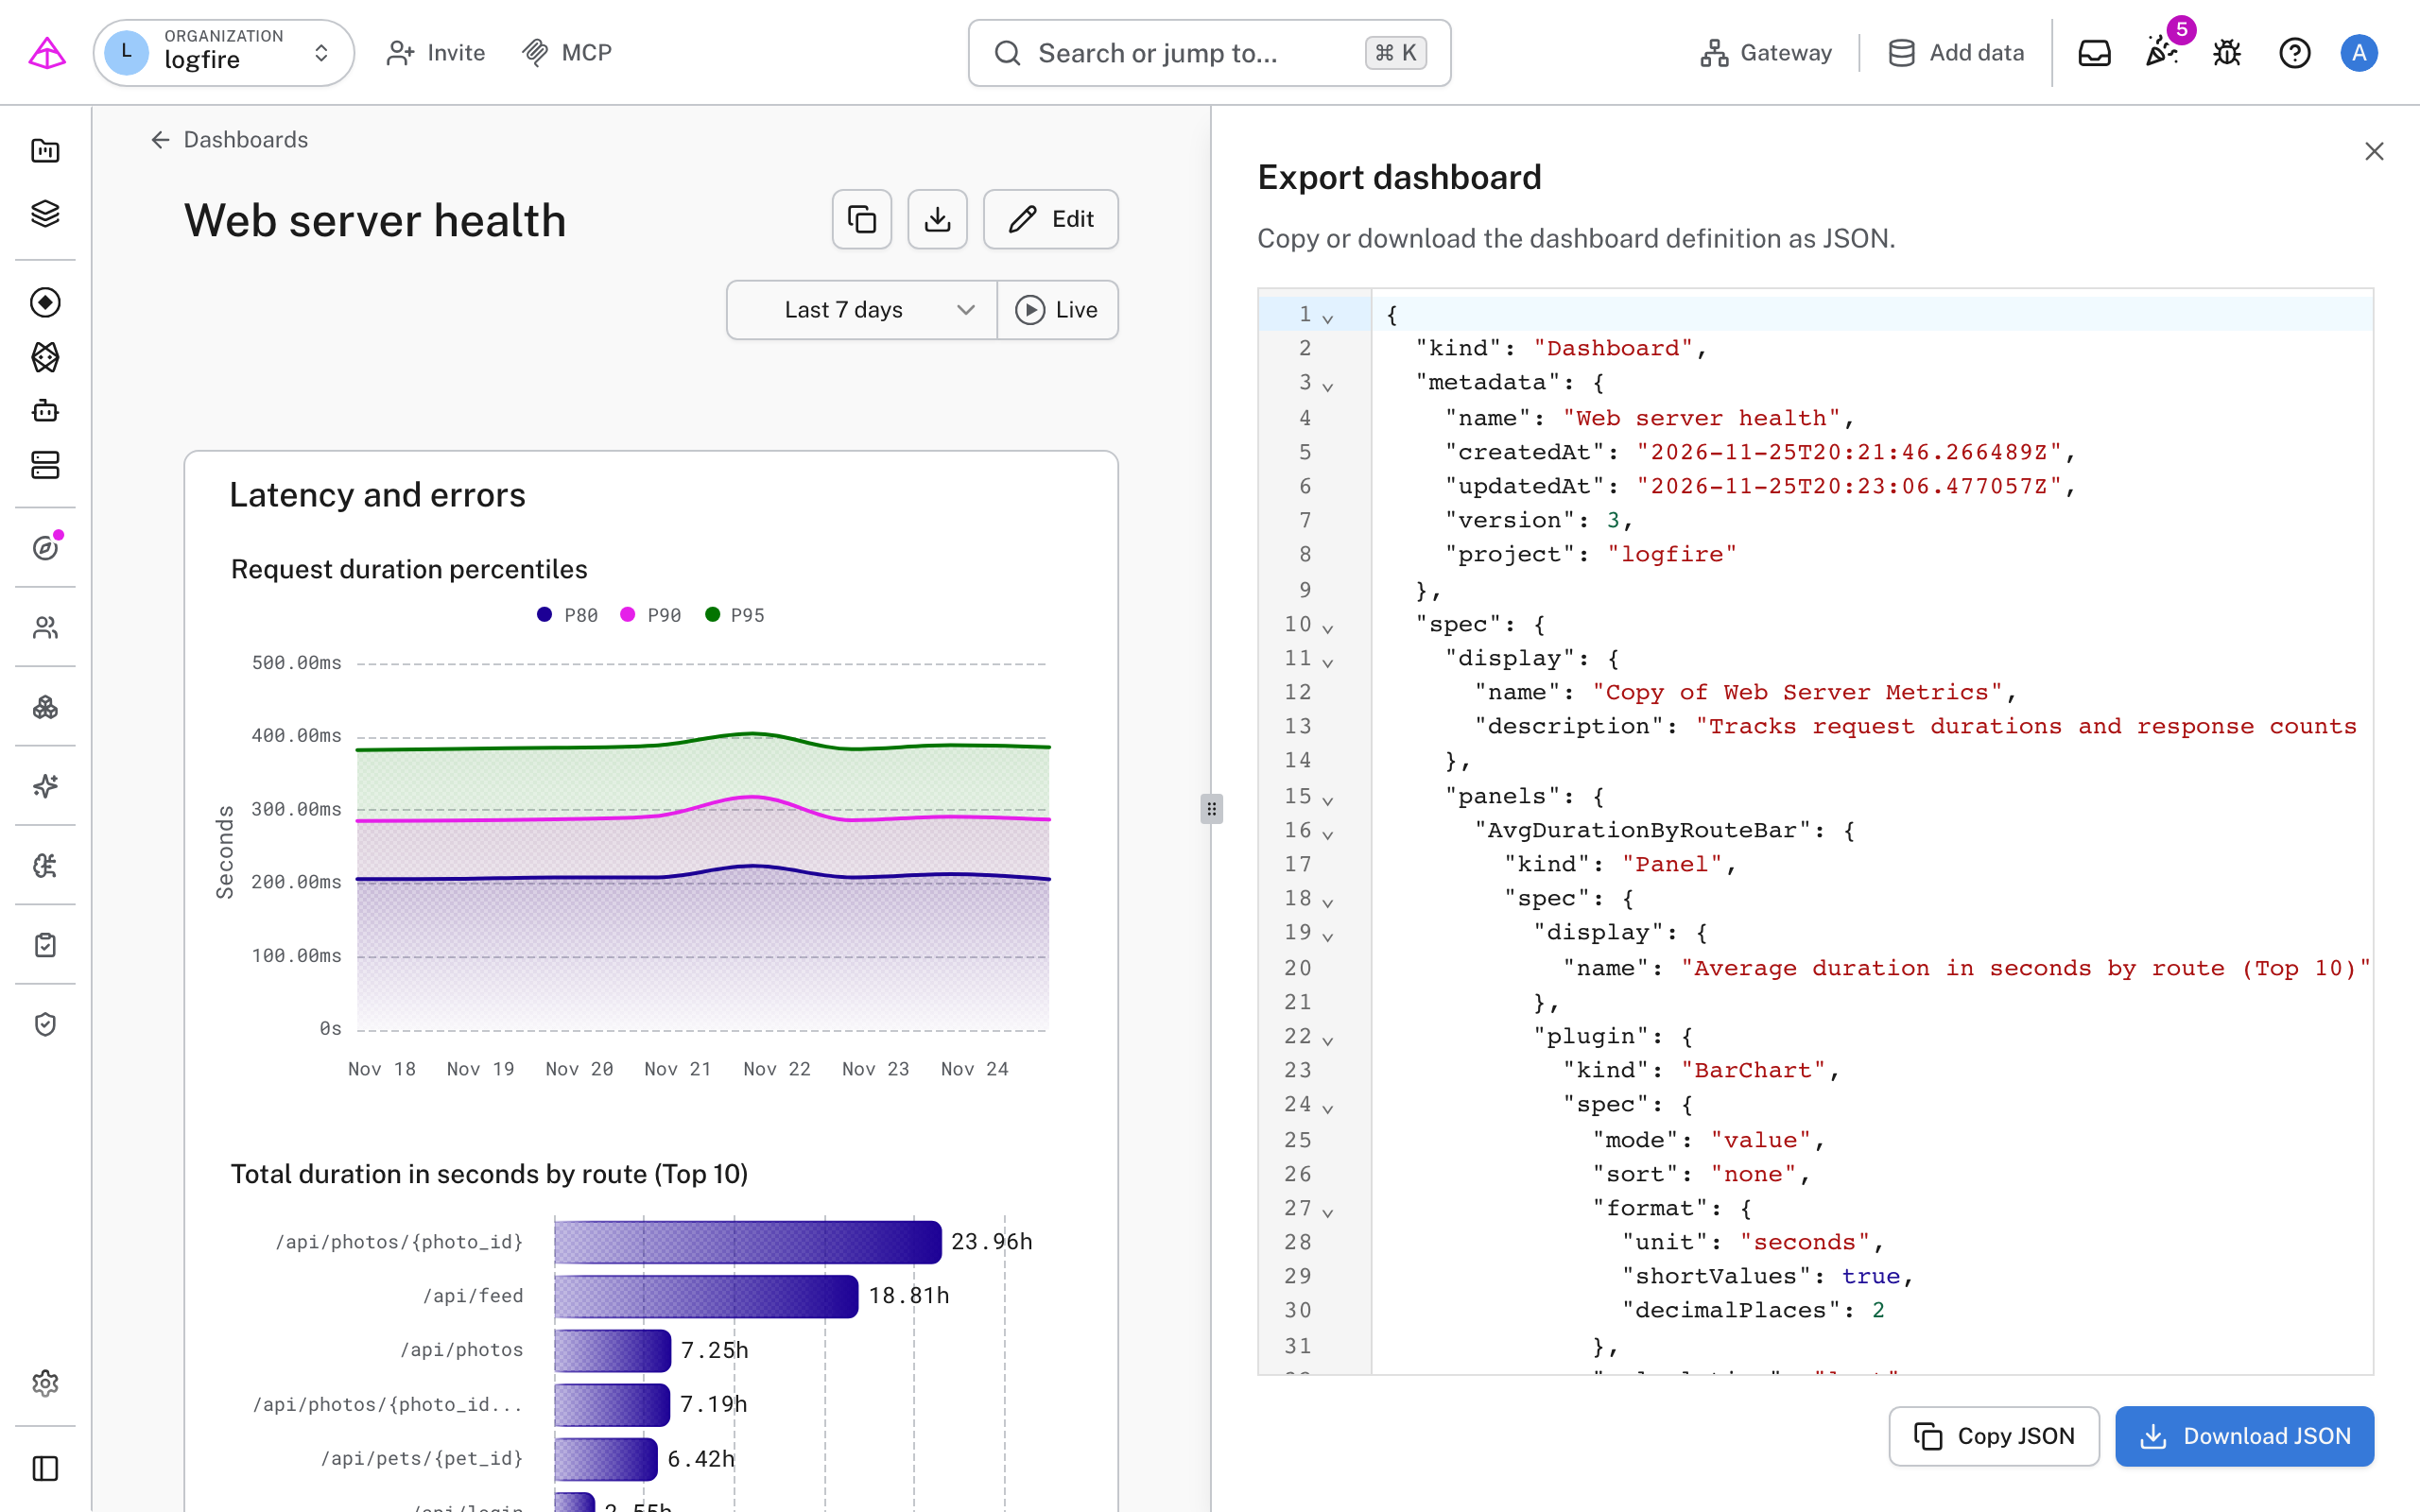 L
ORGANIZATION
logfire
Invite
MCP
Search or jump to...
⌘ K
Gateway
Add data
5
A
Dashboards
Web server health
Edit
Last 7 days
Live
Latency and errors
Request duration percentiles
P80 P90 P95
500.00ms
400.00ms
300.00ms
200.00ms
100.00ms
0s
Seconds
Nov 18 Nov 19 Nov 20 Nov 21 Nov 22 Nov 23 Nov 24
Total duration in seconds by route (Top 10)
/api/photos/{photo_id} 23.96h
/api/feed 18.81h
/api/photos 7.25h
/api/photos/{photo_id... 7.19h
/api/pets/{pet_id} 6.42h
Export dashboard
Copy or download the dashboard definition as JSON.
1 {
2 "kind": "Dashboard",
3 "metadata": {
4 "name": "Web server health",
5 "createdAt": "2026-11-25T20:21:46.266489Z",
6 "updatedAt": "2026-11-25T20:23:06.477057Z",
7 "version": 3,
8 "project": "logfire"
9 },
10 "spec": {
11 "display": {
12 "name": "Copy of Web Server Metrics",
13 "description": "Tracks request durations and response counts
14 },
15 "panels": {
16 "AvgDurationByRouteBar": {
17 "kind": "Panel",
18 "spec": {
19 "display": {
20 "name": "Average duration in seconds by route (Top 10)"
21 },
22 "plugin": {
23 "kind": "BarChart",
24 "spec": {
25 "mode": "value",
26 "sort": "none",
27 "format": {
28 "unit": "seconds",
29 "shortValues": true,
30 "decimalPlaces": 2
31 },
Copy JSON
Download JSON